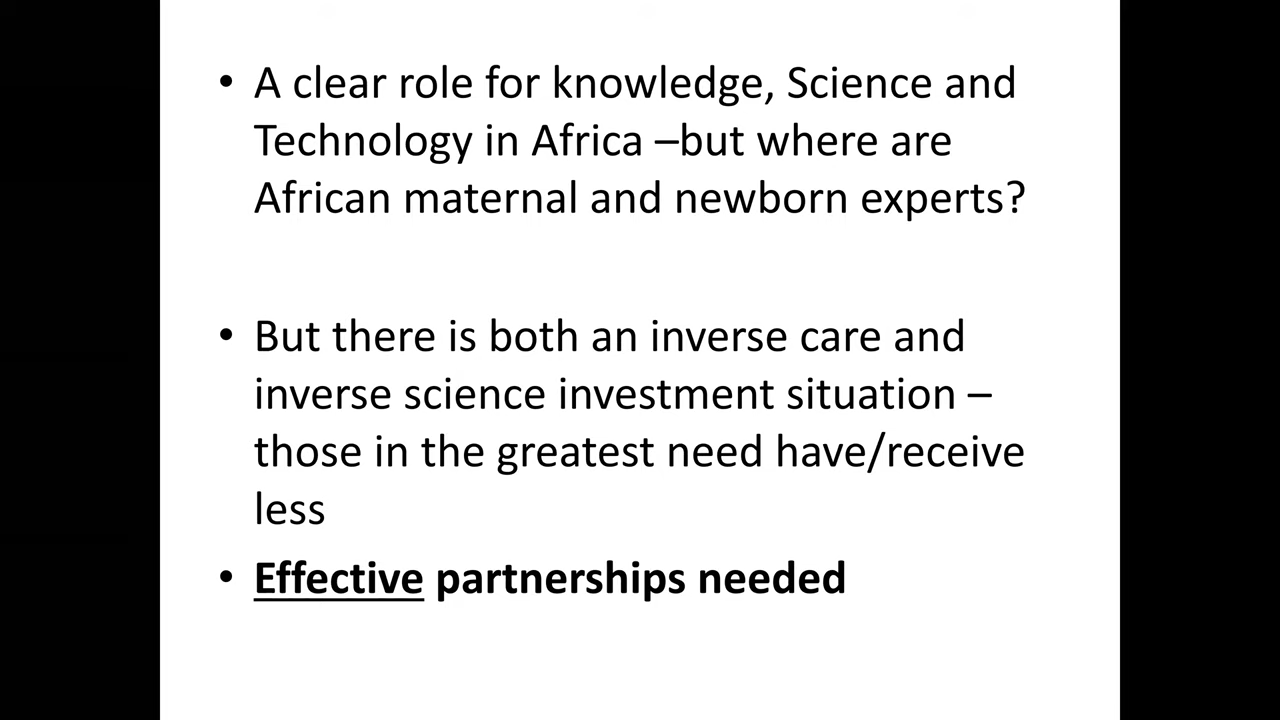 • A clear role for knowledge, Science and
Technology in Africa –but where are
African maternal and newborn experts?
• But there is both an inverse care and
inverse science investment situation –
those in the greatest need have/receive
less
• Effective partnerships needed